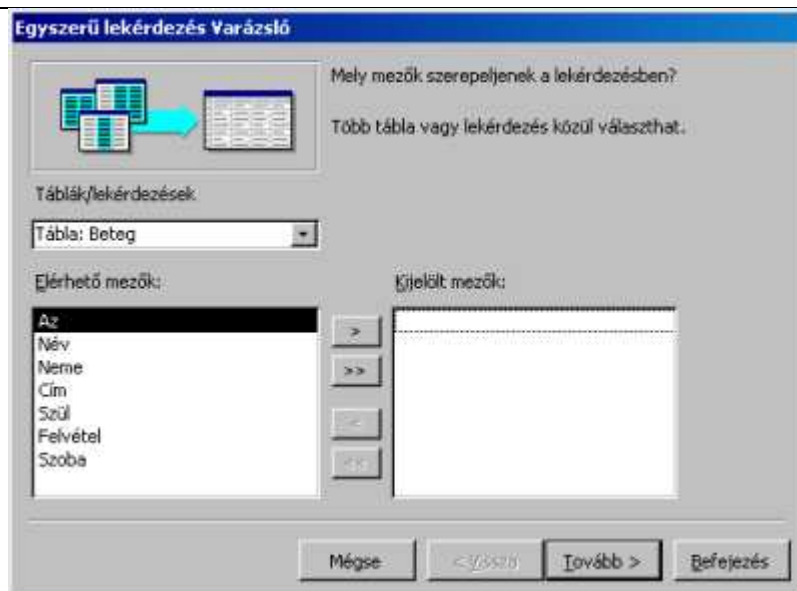 Egyszerű lekérdezés Varázsló
Mely mezők szerepeljenek a lekérdezésben?
Több tábla vagy lekérdezés közül választhat.
Táblák/lekérdezések
Tábla: Beteg
Elérhető mezők:
Kijelölt mezők:
Az
Név
Neme
Cím
Szül
Felvétel
Szoba
>
>>
<
<<
Mégse
< Vissza
Tovább >
Befejezés